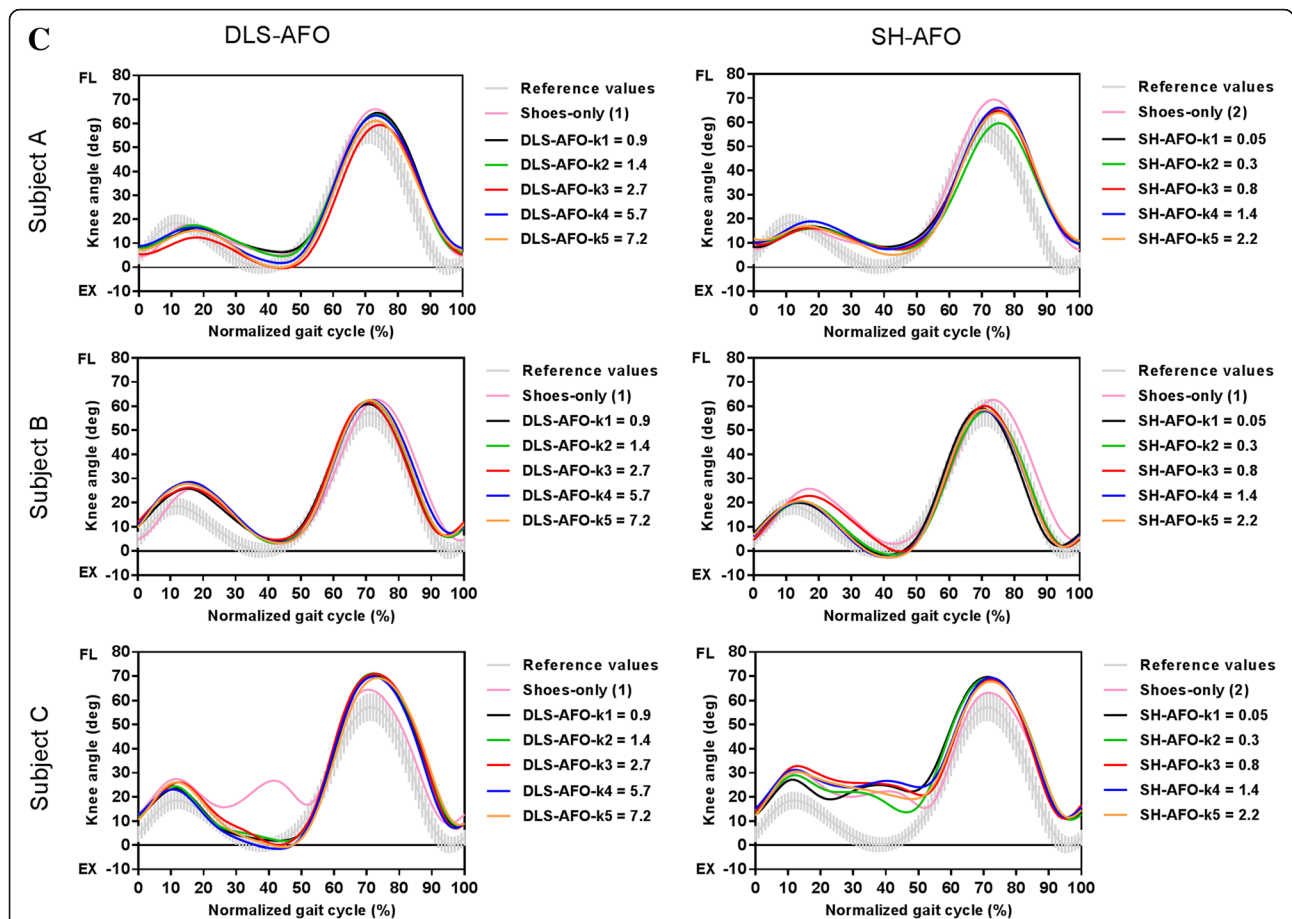 C
DLS-AFO
SH-AFO
Subject A
FL
80
70
60
50
40
30
20
10
0
-10
EX
Knee angle (deg)
0 10 20 30 40 50 60 70 80 90 100
Normalized gait cycle (%)
Reference values
Shoes-only (1)
DLS-AFO-k1 = 0.9
DLS-AFO-k2 = 1.4
DLS-AFO-k3 = 2.7
DLS-AFO-k4 = 5.7
DLS-AFO-k5 = 7.2
FL
80
70
60
50
40
30
20
10
0
-10
EX
Knee angle (deg)
0 10 20 30 40 50 60 70 80 90 100
Normalized gait cycle (%)
Reference values
Shoes-only (2)
SH-AFO-k1 = 0.05
SH-AFO-k2 = 0.3
SH-AFO-k3 = 0.8
SH-AFO-k4 = 1.4
SH-AFO-k5 = 2.2
Subject B
FL
80
70
60
50
40
30
20
10
0
-10
EX
Knee angle (deg)
0 10 20 30 40 50 60 70 80 90 100
Normalized gait cycle (%)
Reference values
Shoes-only (1)
DLS-AFO-k1 = 0.9
DLS-AFO-k2 = 1.4
DLS-AFO-k3 = 2.7
DLS-AFO-k4 = 5.7
DLS-AFO-k5 = 7.2
FL
80
70
60
50
40
30
20
10
0
-10
EX
Knee angle (deg)
0 10 20 30 40 50 60 70 80 90 100
Normalized gait cycle (%)
Reference values
Shoes-only (1)
SH-AFO-k1 = 0.05
SH-AFO-k2 = 0.3
SH-AFO-k3 = 0.8
SH-AFO-k4 = 1.4
SH-AFO-k5 = 2.2
Subject C
FL
80
70
60
50
40
30
20
10
0
-10
EX
Knee angle (deg)
0 10 20 30 40 50 60 70 80 90 100
Normalized gait cycle (%)
Reference values
Shoes-only (1)
DLS-AFO-k1 = 0.9
DLS-AFO-k2 = 1.4
DLS-AFO-k3 = 2.7
DLS-AFO-k4 = 5.7
DLS-AFO-k5 = 7.2
FL
80
70
60
50
40
30
20
10
0
-10
EX
Knee angle (deg)
0 10 20 30 40 50 60 70 80 90 100
Normalized gait cycle (%)
Reference values
Shoes-only (2)
SH-AFO-k1 = 0.05
SH-AFO-k2 = 0.3
SH-AFO-k3 = 0.8
SH-AFO-k4 = 1.4
SH-AFO-k5 = 2.2